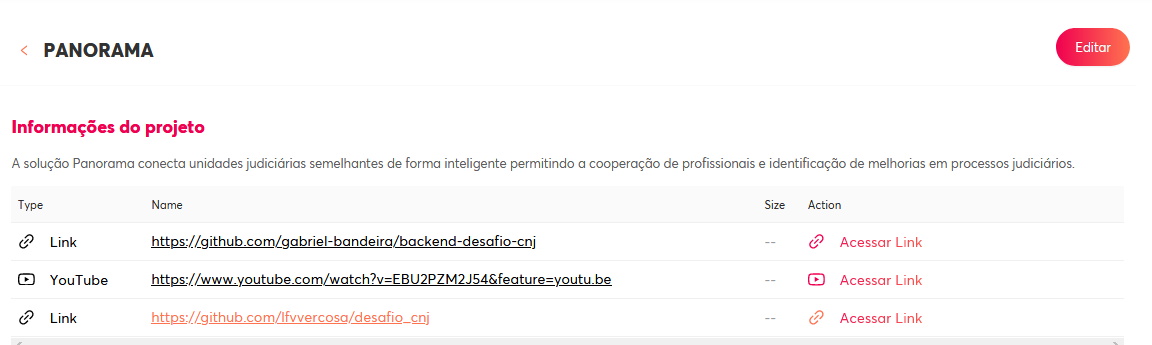 PANORAMA
Editar
Informações do projeto
A solução Panorama conecta unidades judiciárias semelhantes de forma inteligente permitindo a cooperação de profissionais e identificação de melhorias em processos judiciários.
Type Name Size Action
Link https://github.com/gabriel-bandeira/backend-desafio-cnj -- Acessar Link
YouTube https://www.youtube.com/watch?v=EBU2PZM2J54&feature=youtu.be -- Acessar Link
Link https://github.com/lfvvercosa/desafio_cnj -- Acessar Link